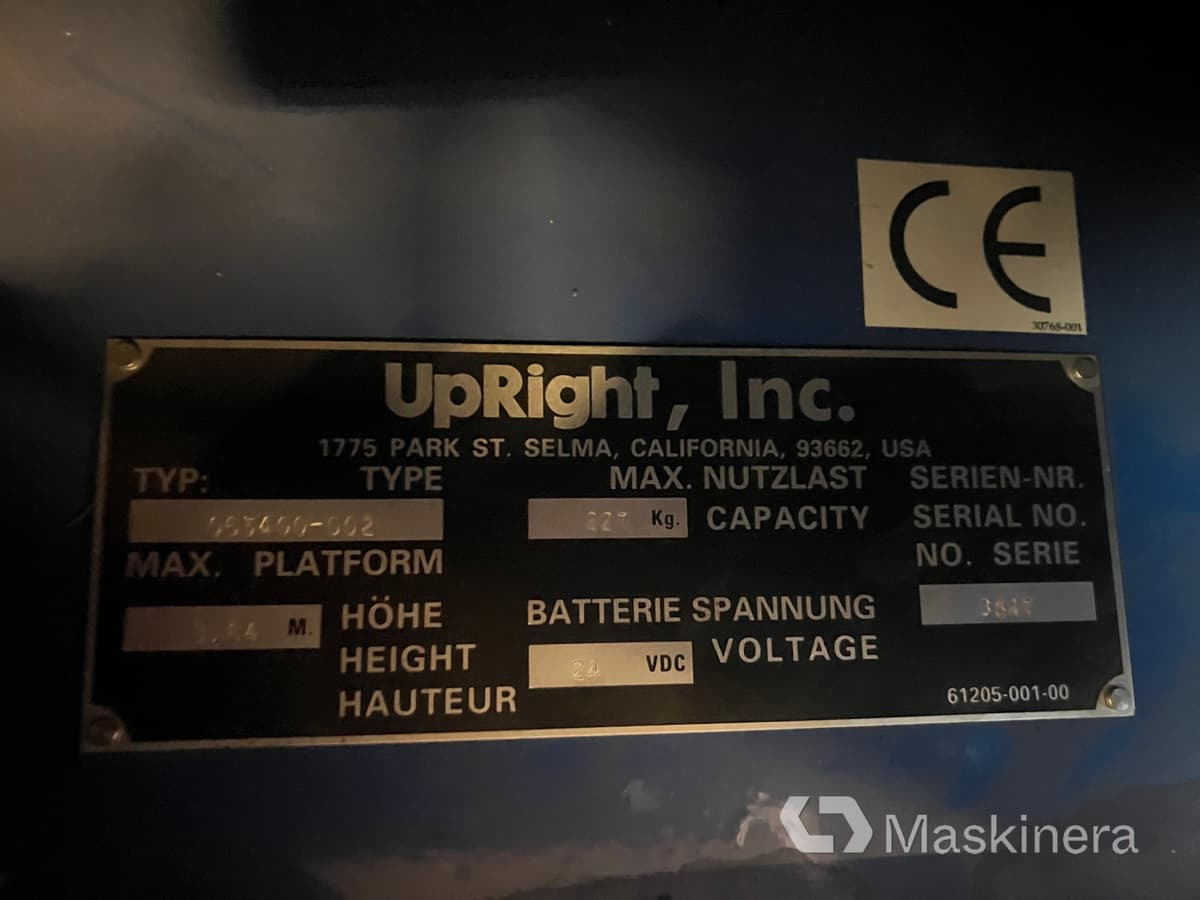 CE
30768-001
UpRight, Inc.
1775 PARK ST. SELMA, CALIFORNIA, 93662, USA
TYP: TYPE MAX. NUTZLAST SERIEN-NR.
Kg. CAPACITY SERIAL NO.
MAX. PLATFORM NO. SERIE
M. HÖHE BATTERIE SPANNUNG
HEIGHT 24 VDC VOLTAGE
HAUTEUR 61205-001-00
Maskinera